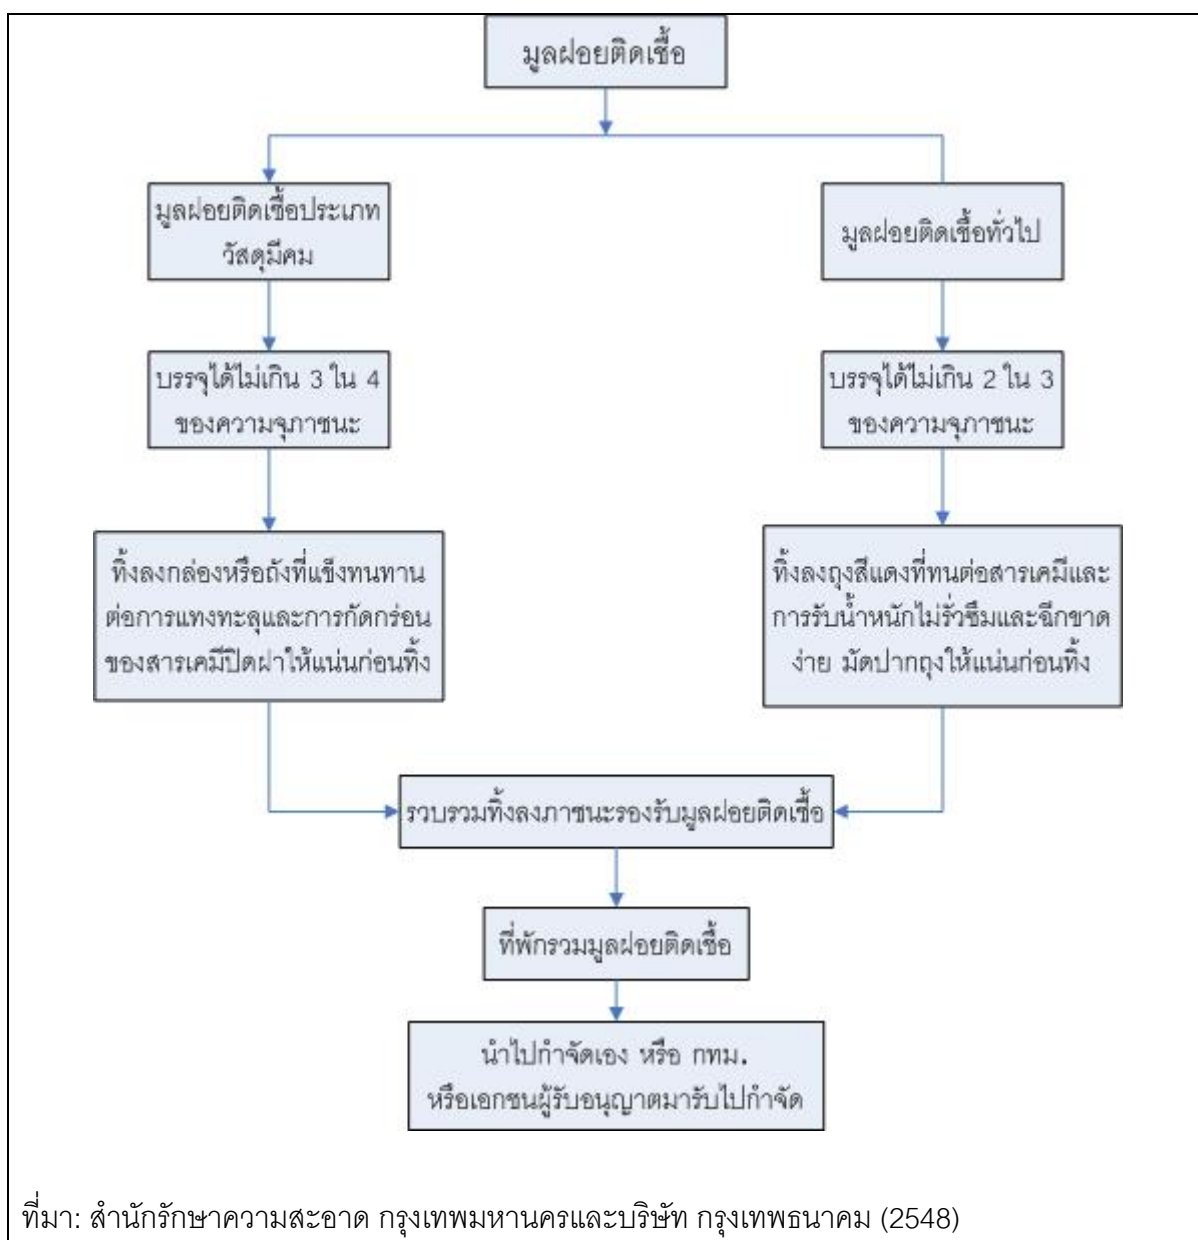 มูลฝอยติดเชื้อ
มูลฝอยติดเชื้อประเภท
วัสดุมีคม
มูลฝอยติดเชื้อทั่วไป
บรรจุได้ไม่เกิน 3 ใน 4
ของความจุภาชนะ
บรรจุได้ไม่เกิน 2 ใน 3
ของความจุภาชนะ
ทิ้งลงกล่องหรือถังที่แข็งทนทาน
ต่อการแทงทะลุและการกัดกร่อน
ของสารเคมีปิดฝาให้แน่นก่อนทิ้ง
ทิ้งลงถุงสีแดงที่ทนต่อสารเคมีและ
การรับน้ำหนักไม่รั่วซึมและฉีกขาด
ง่าย มัดปากถุงให้แน่นก่อนทิ้ง
รวบรวมทิ้งลงภาชนะรองรับมูลฝอยติดเชื้อ
ที่พักรวมมูลฝอยติดเชื้อ
นำไปกำจัดเอง หรือ กทม.
หรือเอกชนผู้รับอนุญาตมารับไปกำจัด
ที่มา: สำนักรักษาความสะอาด กรุงเทพมหานครและบริษัท กรุงเทพธนาคม (2548)